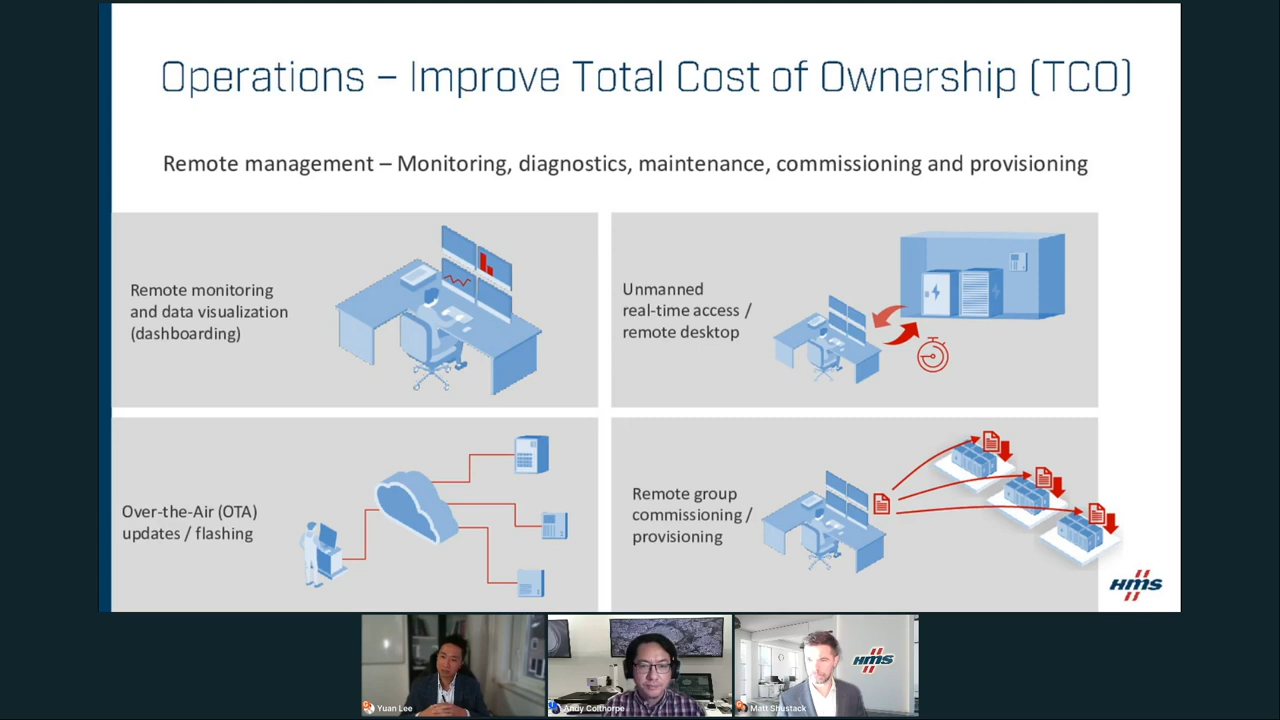 Operations – Improve Total Cost of Ownership (TCO)
Remote management – Monitoring, diagnostics, maintenance, commissioning and provisioning
Remote monitoring
and data visualization
(dashboarding)
Unmanned
real-time access /
remote desktop
Over-the-Air (OTA)
updates / flashing
Remote group
commissioning /
provisioning
HMS
Yuan Lee
Andy Colthorpe
Matt Shustack
HMS